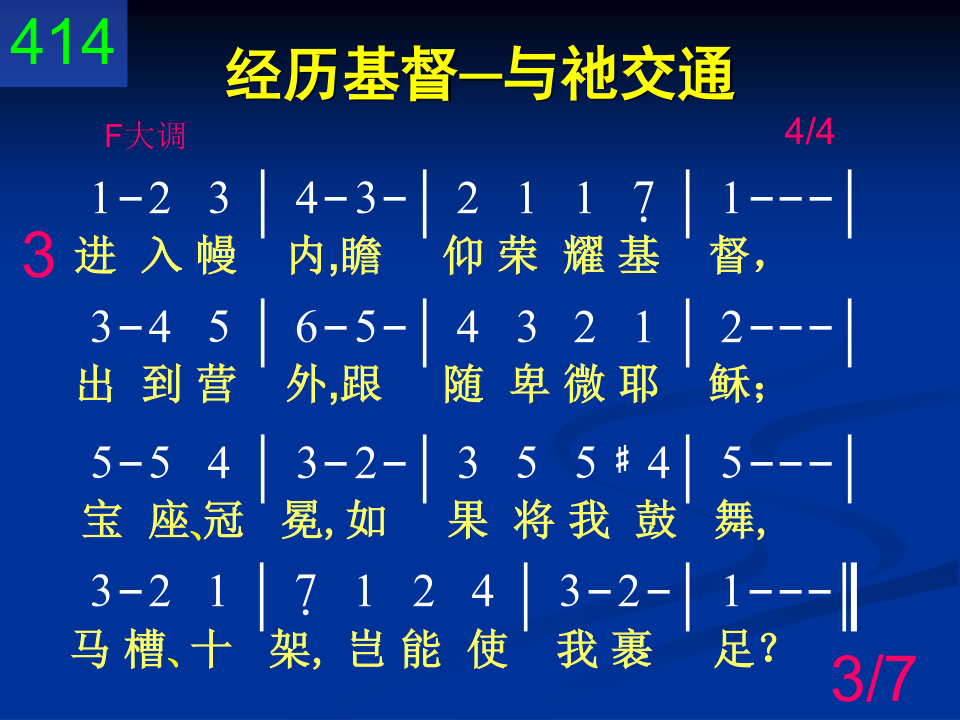 414
经历基督─与祂交通
F大调 4/4
1-2 3 | 4-3- | 2 1 1 7̣ | 1--- |
3
进 入 幔 内,瞻 仰 荣 耀 基 督,
3-4 5 | 6-5- | 4 3 2 1 | 2--- |
出 到 营 外,跟 随 卑 微 耶 稣;
5-5 4 | 3-2- | 3 5 5 ♯4 | 5--- |
宝 座、冠 冕, 如 果 将 我 鼓 舞,
3-2 1 | 7̣ 1 2 4 | 3-2- | 1--- ‖
马 槽、十 架, 岂 能 使 我 裹 足?
3/7